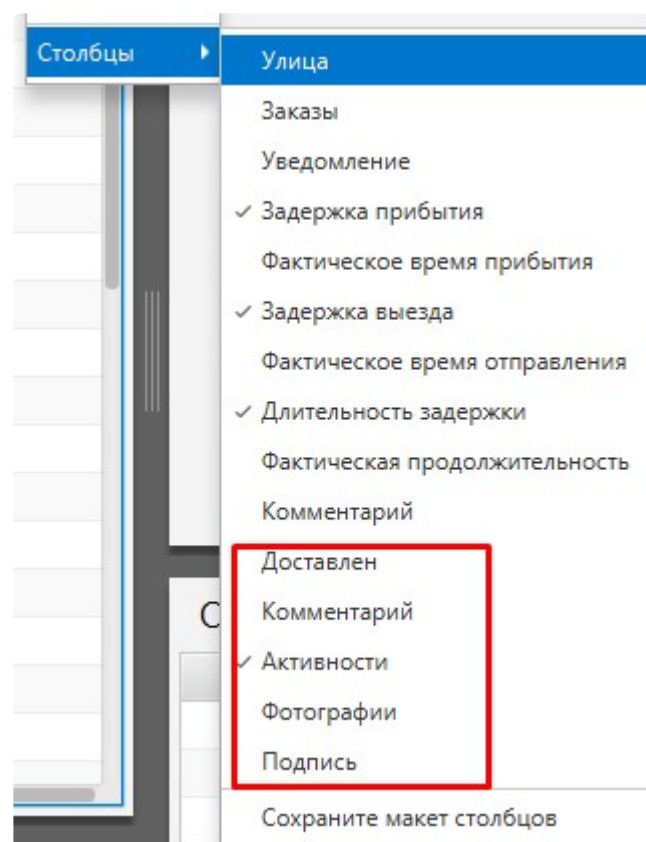 Столбцы
Улица
Заказы
Уведомление
Задержка прибытия
Фактическое время прибытия
Задержка выезда
Фактическое время отправления
Длительность задержки
Фактическая продолжительность
Комментарий
Доставлен
Комментарий
Активности
Фотографии
Подпись
Сохраните макет столбцов